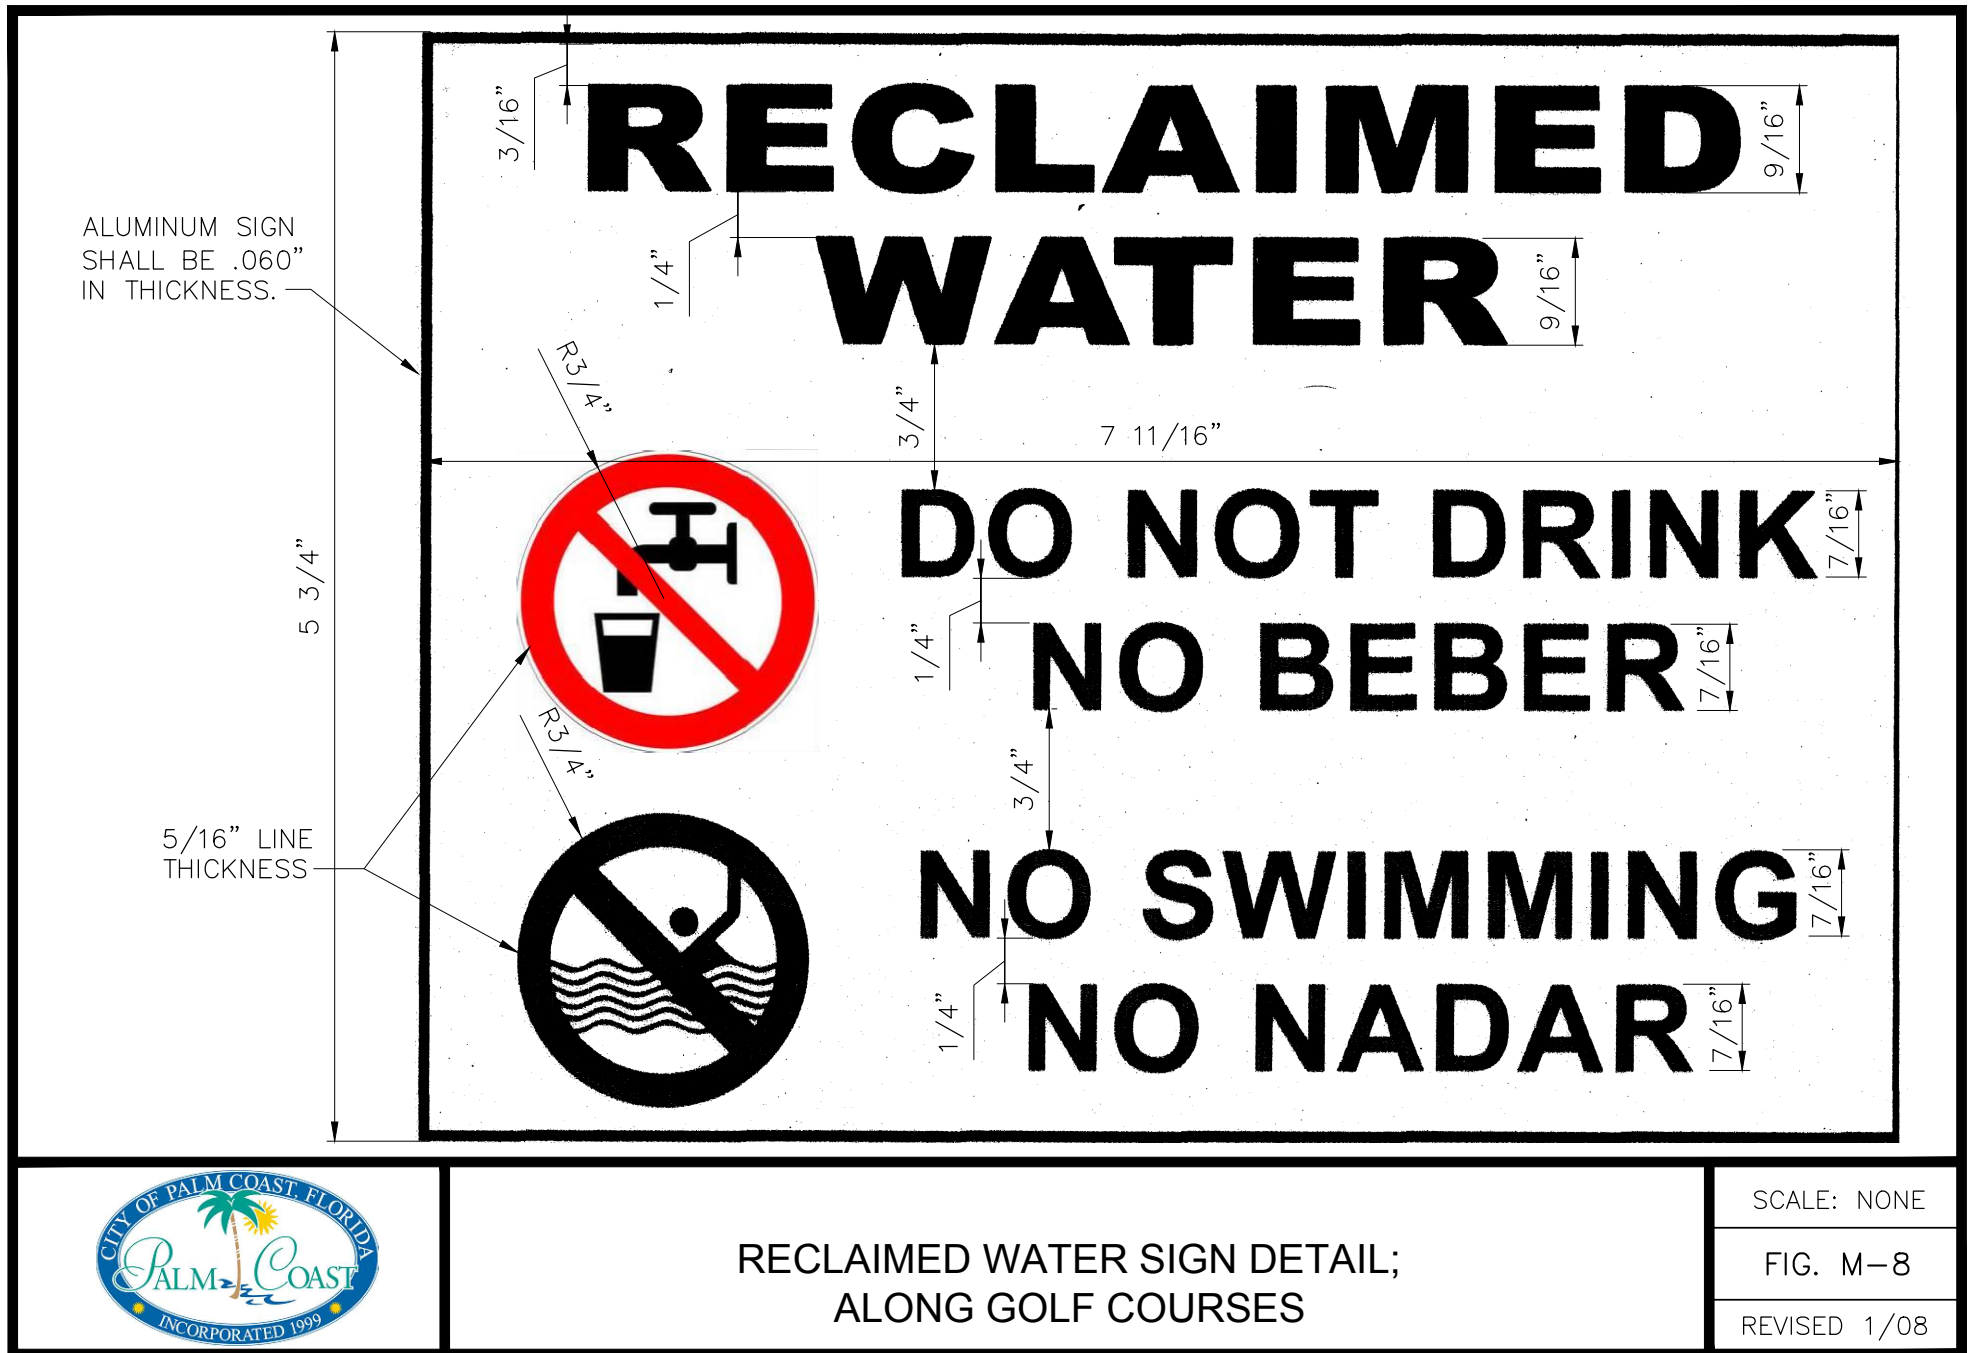 3/16”
RECLAIMED
9/16”
ALUMINUM SIGN
SHALL BE .060”
IN THICKNESS.
1/4”
WATER
9/16”
R3/4”
3/4”
7 11/16”
5 3/4”
DO NOT DRINK
7/16”
1/4”
NO BEBER
7/16”
R3/4”
3/4”
5/16” LINE
THICKNESS
NO SWIMMING
7/16”
1/4”
NO NADAR
7/16”
CITY OF PALM COAST, FLORIDA
PALM COAST
INCORPORATED 1999
RECLAIMED WATER SIGN DETAIL;
ALONG GOLF COURSES
SCALE: NONE
FIG. M-8
REVISED 1/08